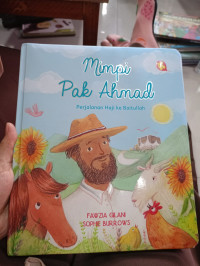 Mimpi
Pak Ahmad
Perjalanan Haji ke Baitullah
FAWZIA GILANI
SOPHIE BURROWS